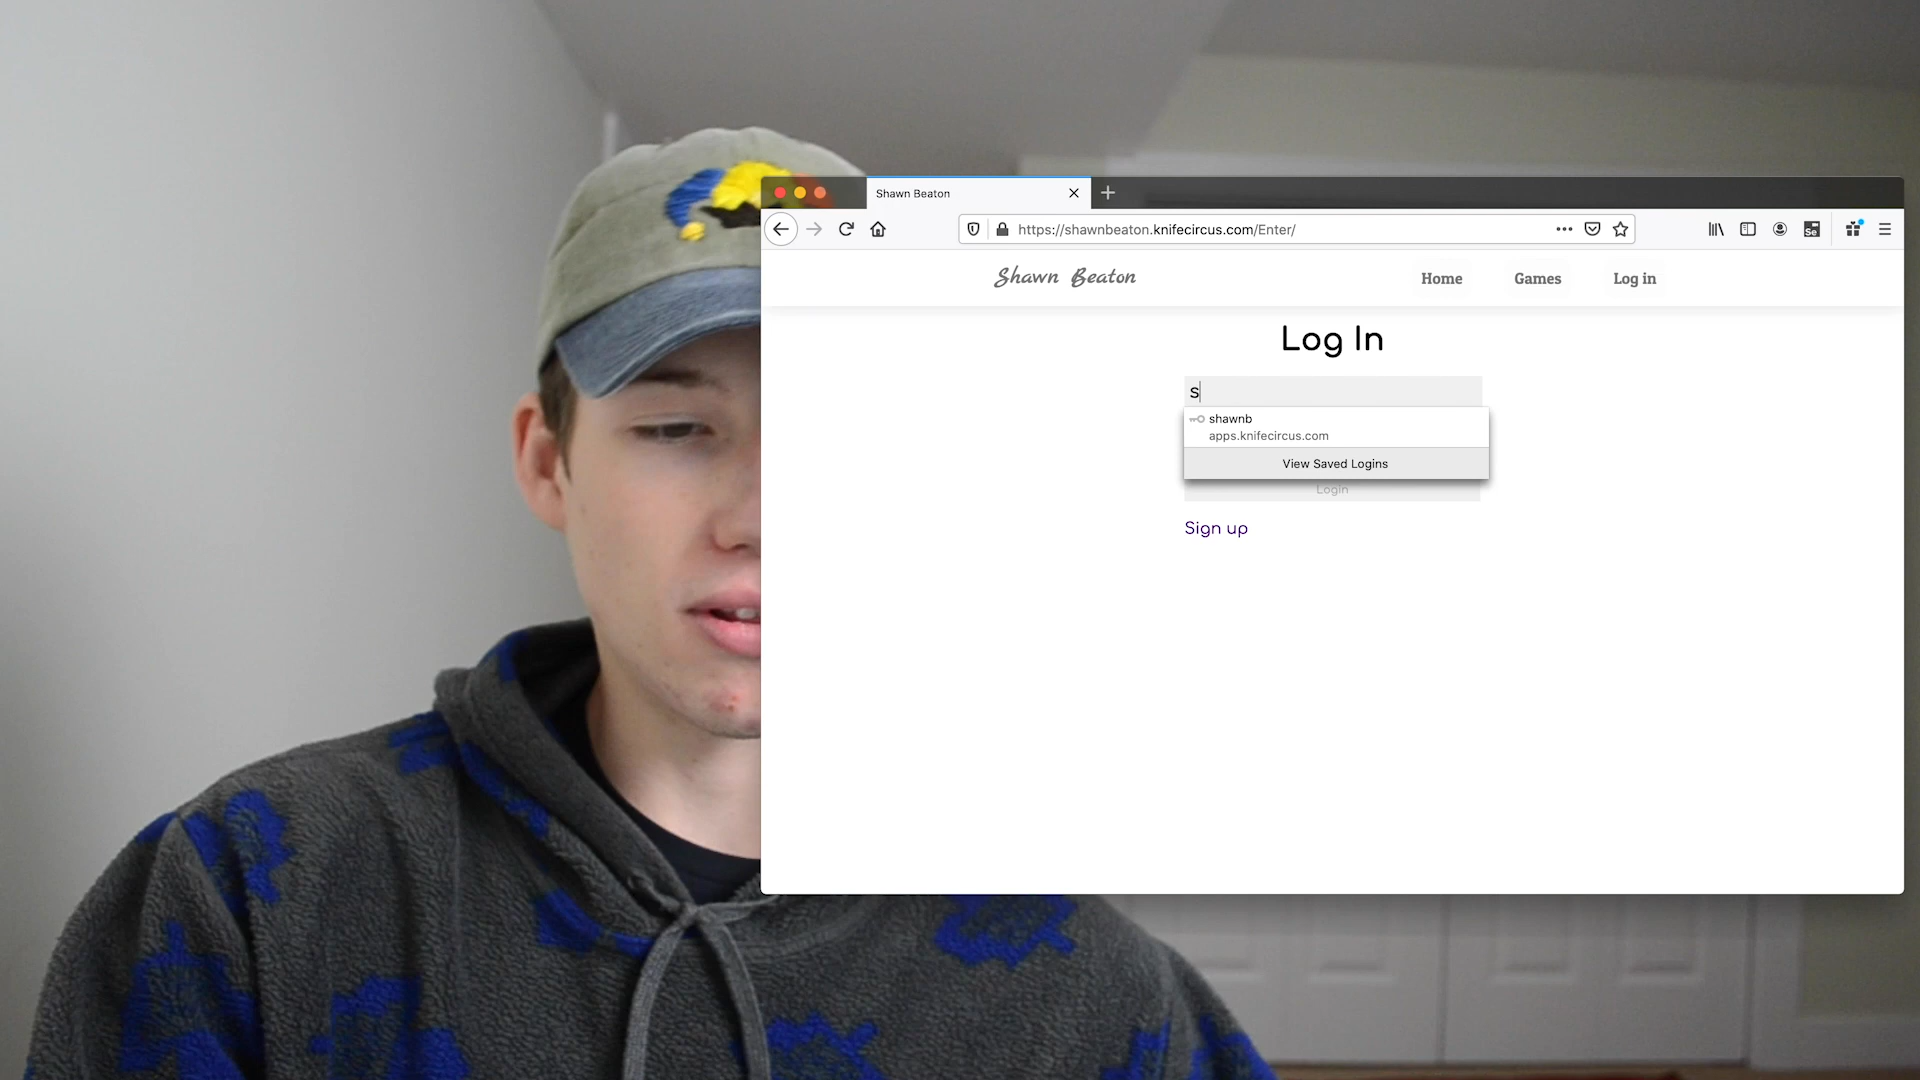 Shawn Beaton
https://shawnbeaton.knifecircus.com/Enter/
Se
Shawn Beaton
Home
Games
Log in
Log In
s
shawnb
apps.knifecircus.com
View Saved Logins
Login
Sign up